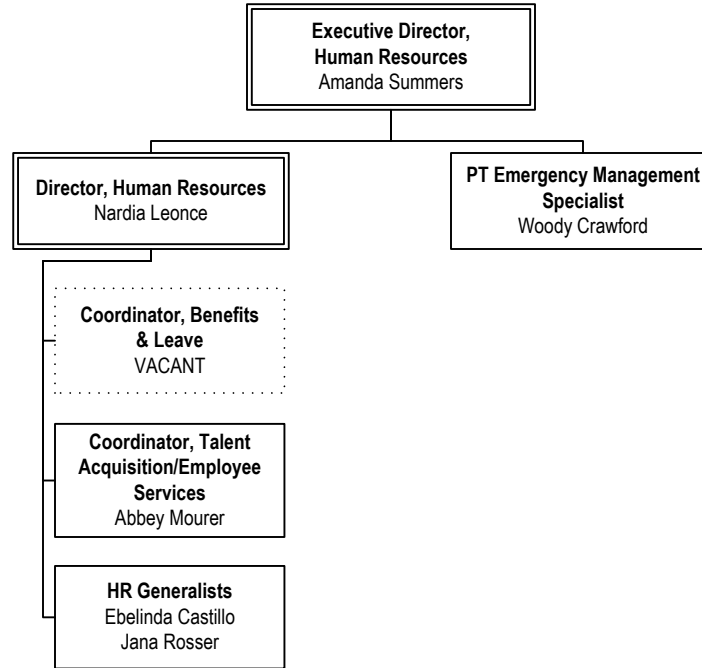 Executive Director,
Human Resources
Amanda Summers
Director, Human Resources
Nardia Leonce
PT Emergency Management
Specialist
Woody Crawford
Coordinator, Benefits
& Leave
VACANT
Coordinator, Talent
Acquisition/Employee
Services
Abbey Mourer
HR Generalists
Ebelinda Castillo
Jana Rosser